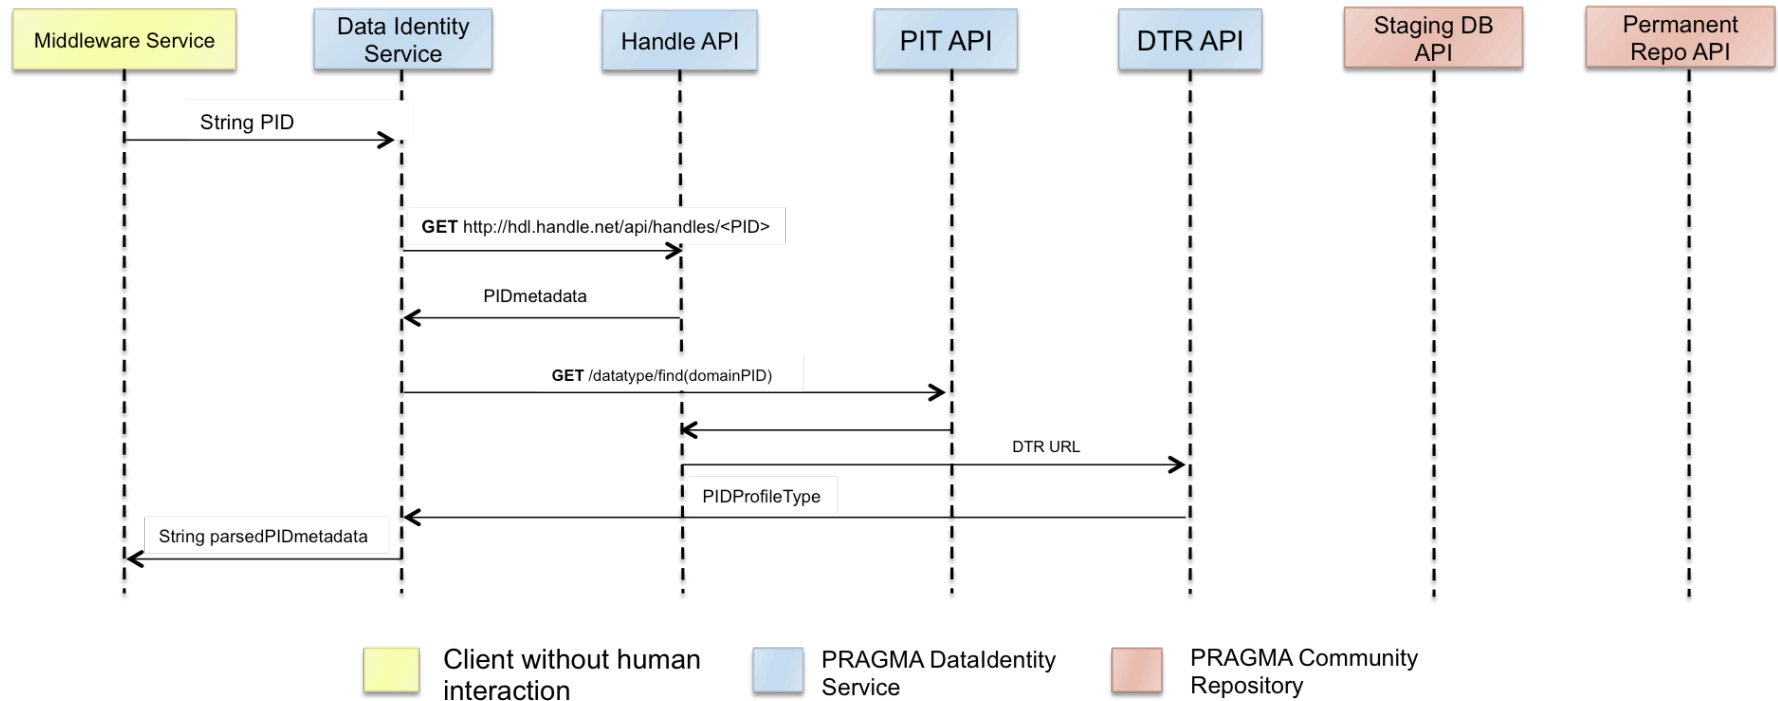 Middleware Service
Data Identity
Service
Handle API
PIT API
DTR API
Staging DB
API
Permanent
Repo API
String PID
GET http://hdl.handle.net/api/handles/<PID>
PIDmetadata
GET /datatype/find(domainPID)
DTR URL
PIDProfileType
String parsedPIDmetadata
Client without human
interaction
PRAGMA DataIdentity
Service
PRAGMA Community
Repository